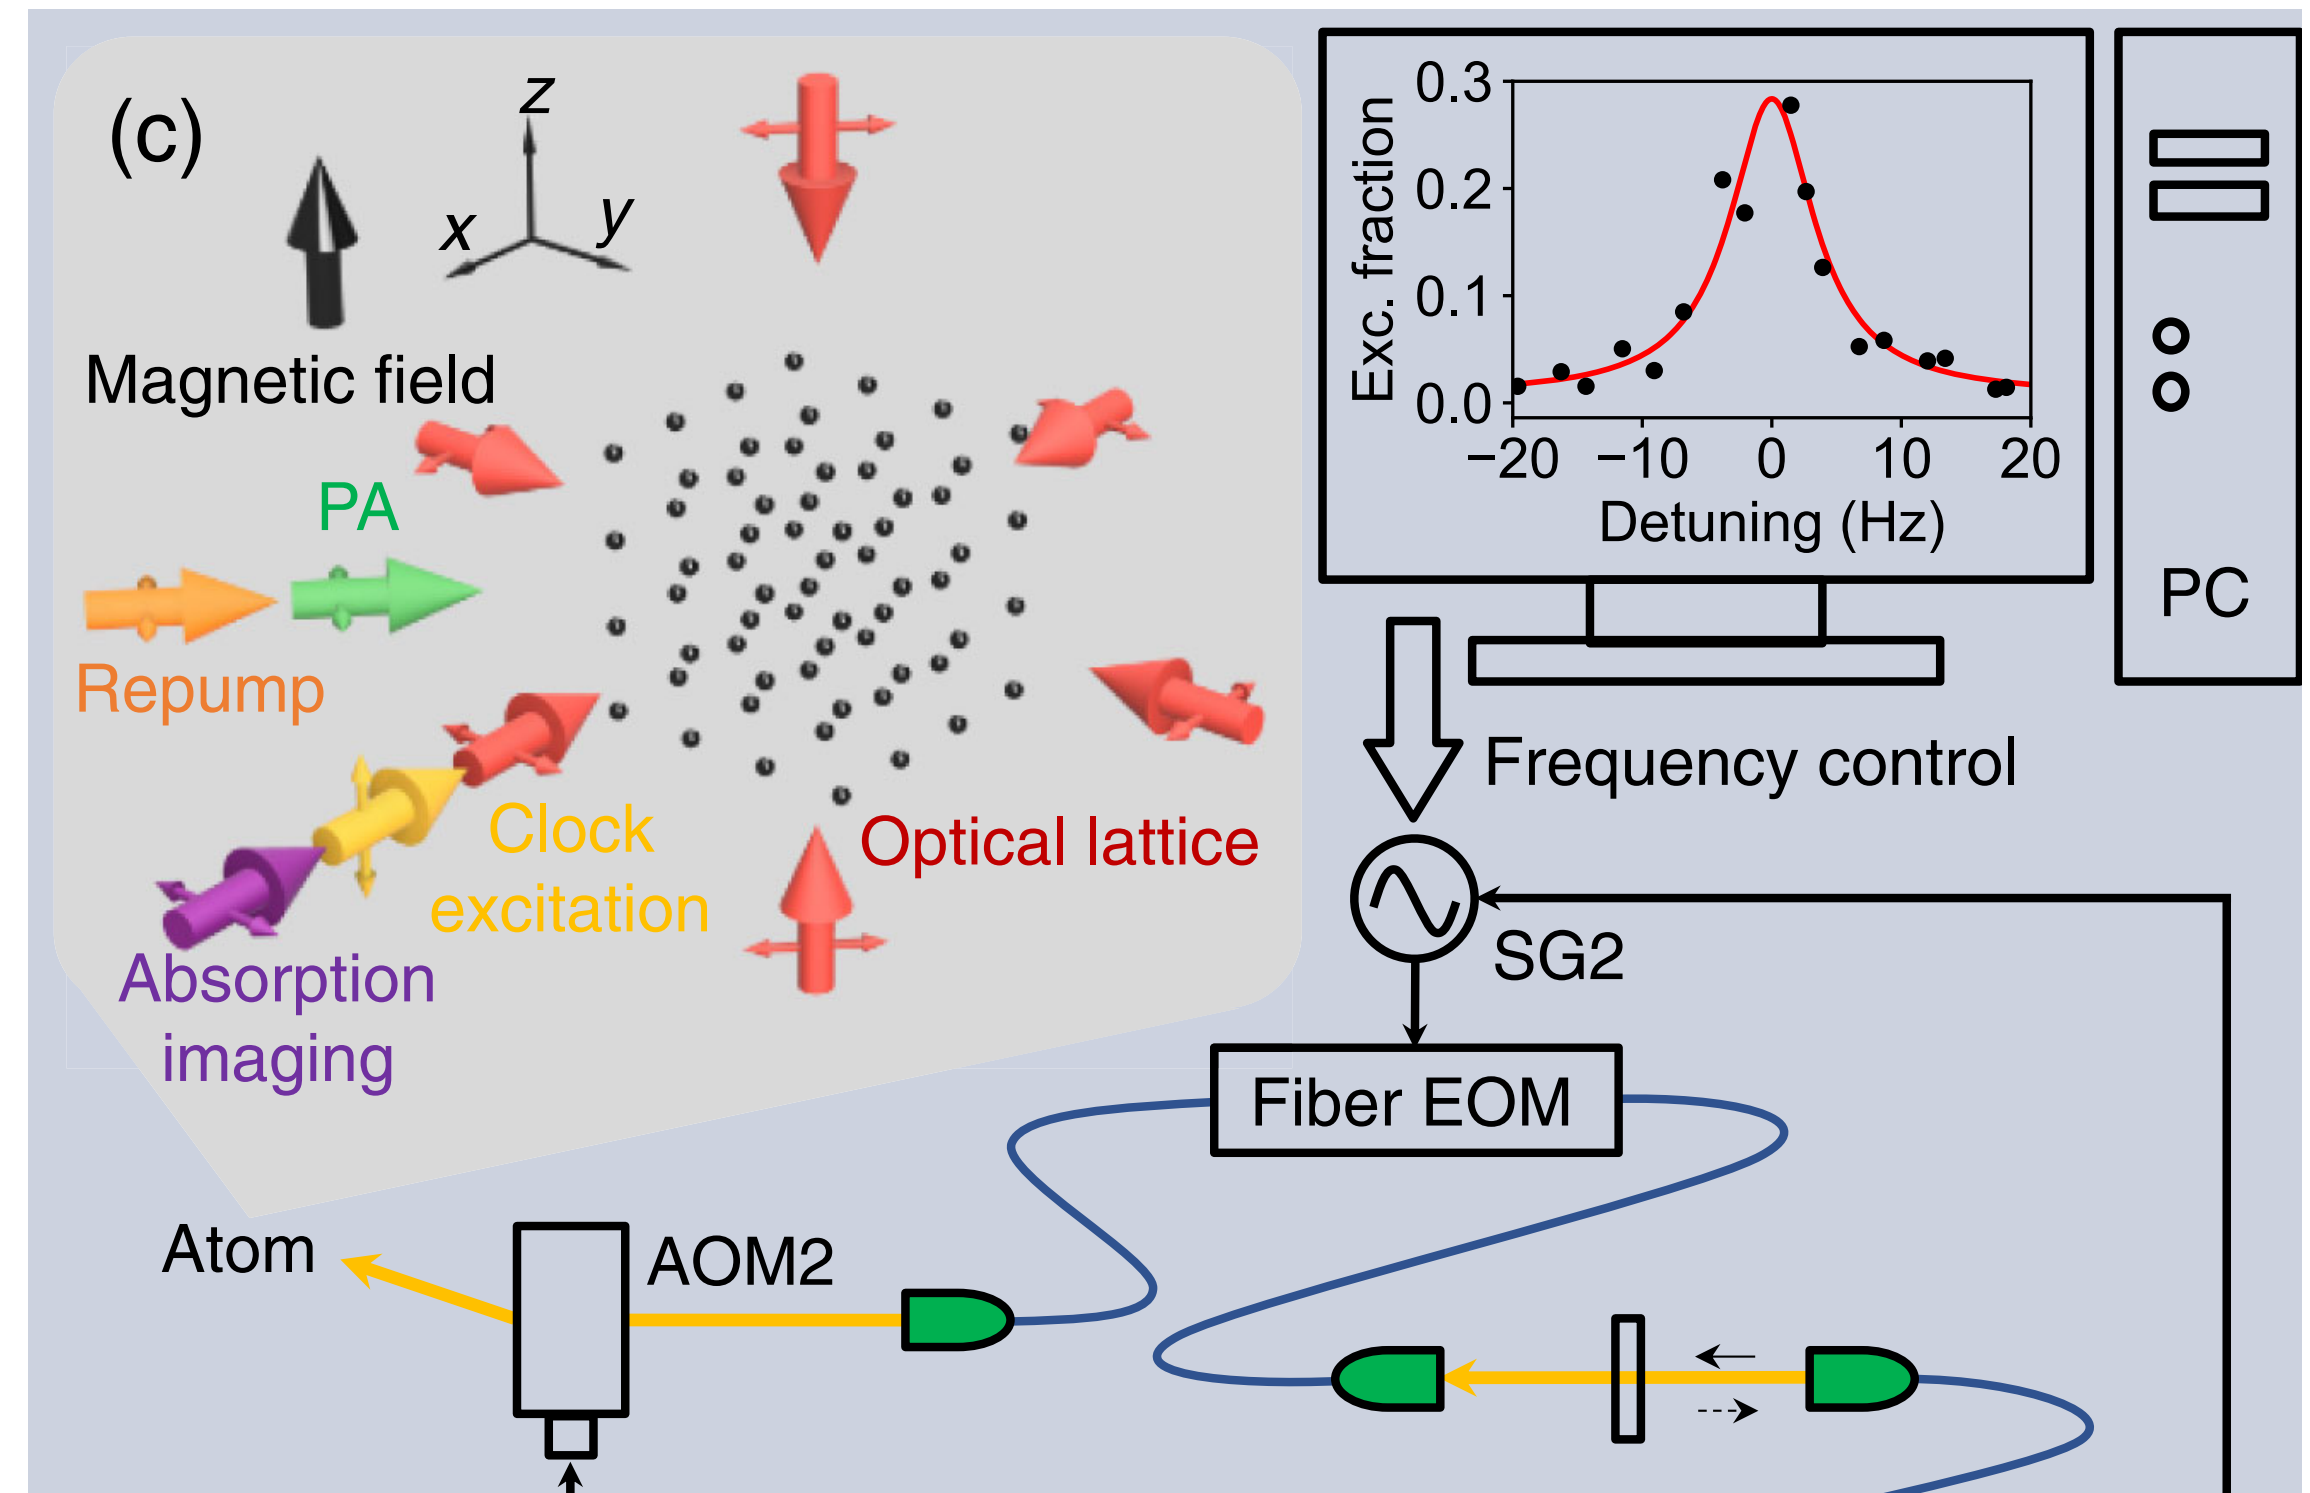 (c)
z
x
y
Magnetic field
PA
Repump
Clock
excitation
Optical lattice
Absorption
imaging
0.3
0.2
0.1
0.0
Exc. fraction
−20 −10 0 10 20
Detuning (Hz)
PC
Frequency control
SG2
Fiber EOM
Atom
AOM2